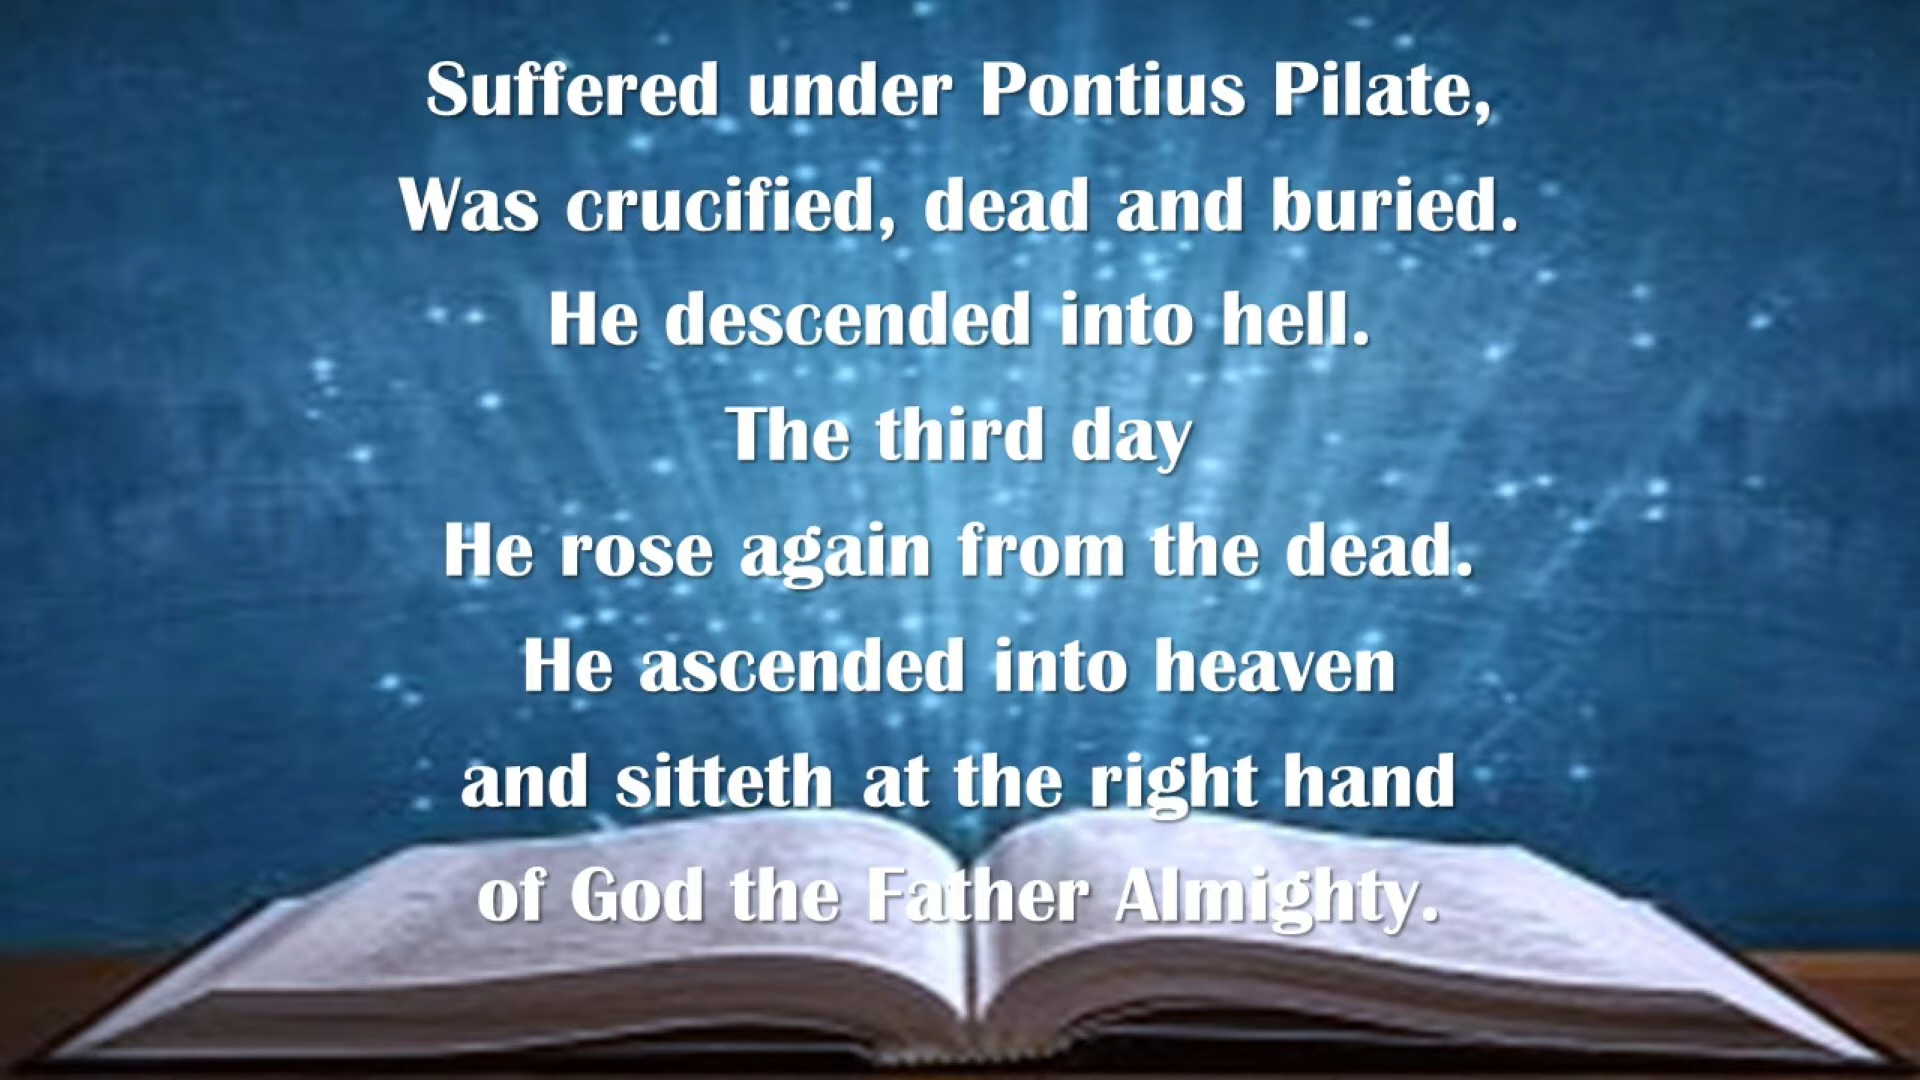 Suffered under Pontius Pilate,
Was crucified, dead and buried.
He descended into hell.
The third day
He rose again from the dead.
He ascended into heaven
and sitteth at the right hand
of God the Father Almighty.